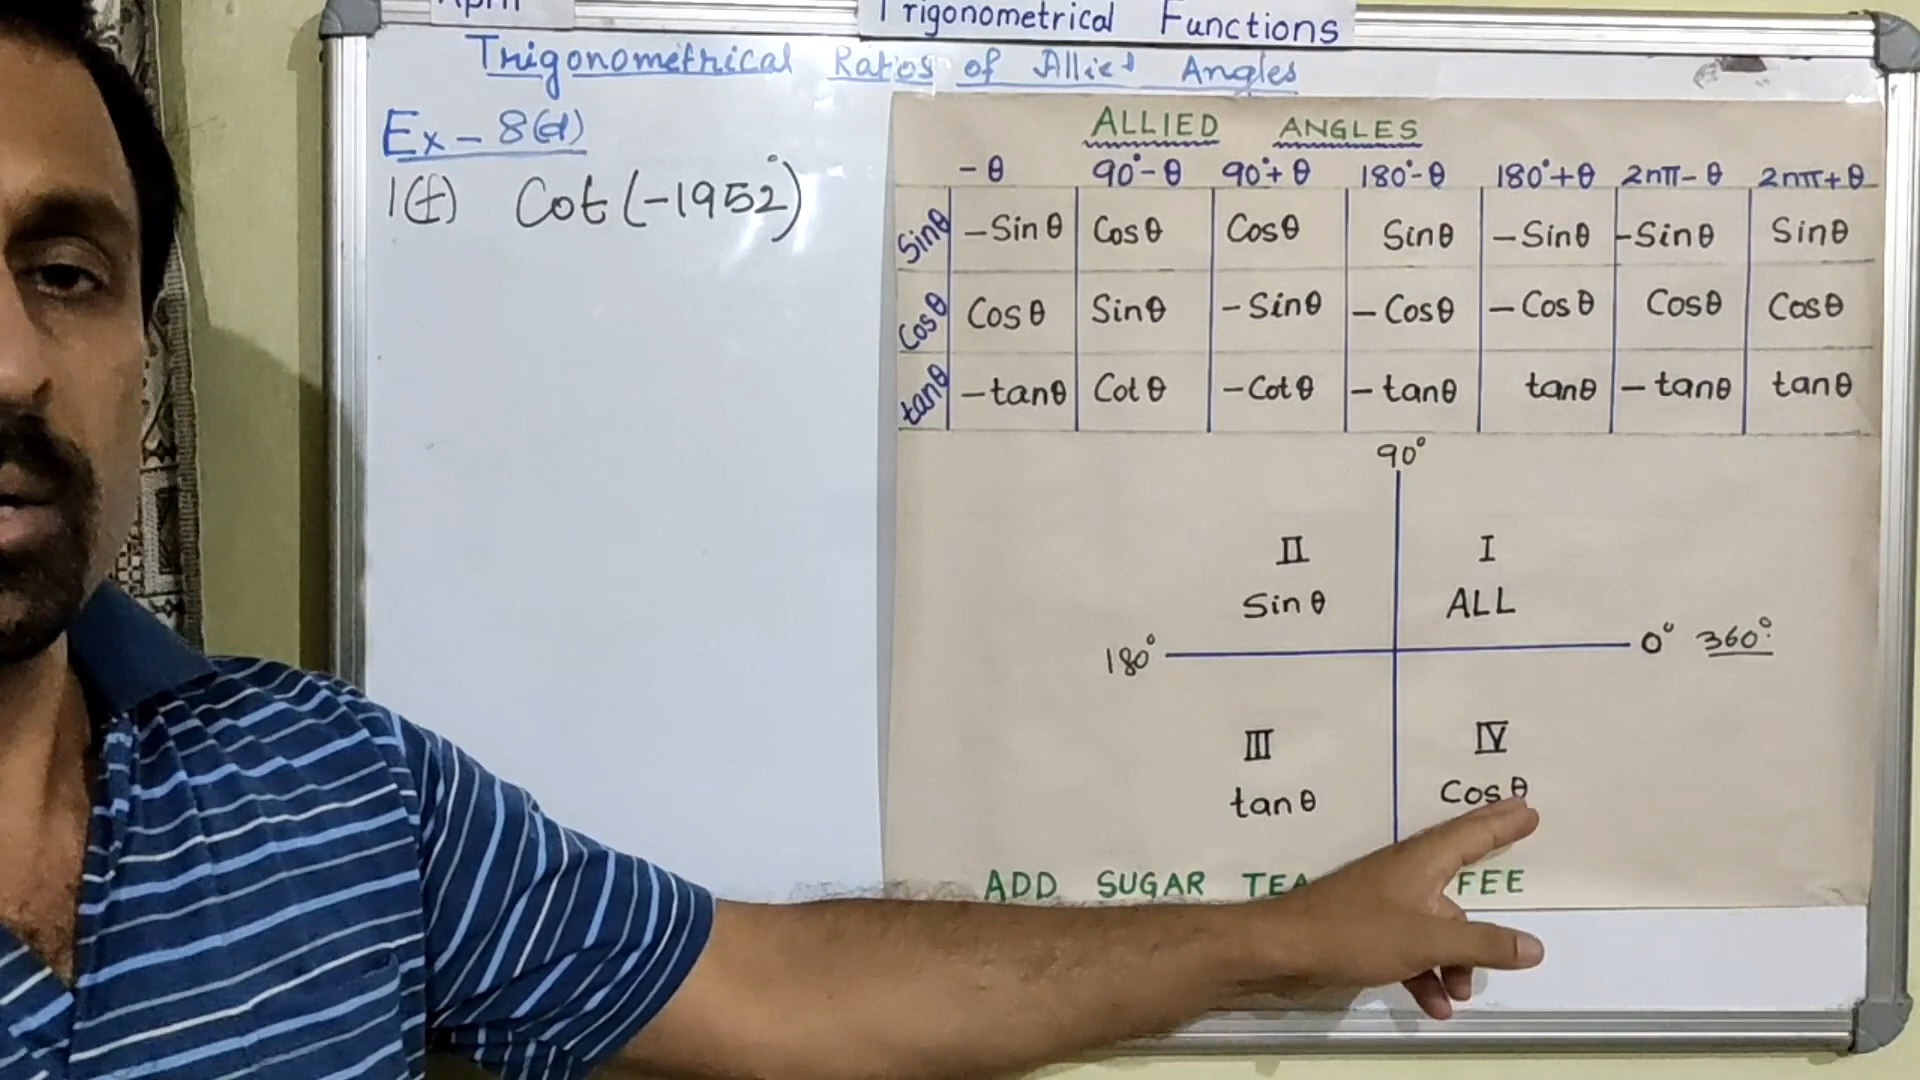 April
Trigonometrical Functions
Trigonometrical Ratios of Allied Angles
Ex - 8(d)
1(f) Cot(-1952°)
ALLIED ANGLES
-θ 90°-θ 90°+θ 180°-θ 180°+θ 2nπ-θ 2nπ+θ
Sinθ -Sinθ Cosθ Cosθ Sinθ -Sinθ -Sinθ Sinθ
Cosθ Cosθ Sinθ -Sinθ -Cosθ -Cosθ Cosθ Cosθ
tanθ -tanθ Cotθ -Cotθ -tanθ tanθ -tanθ tanθ
90°
II I
Sinθ ALL
180° 0° 360°
III IV
tanθ Cosθ
ADD SUGAR TEA FEE